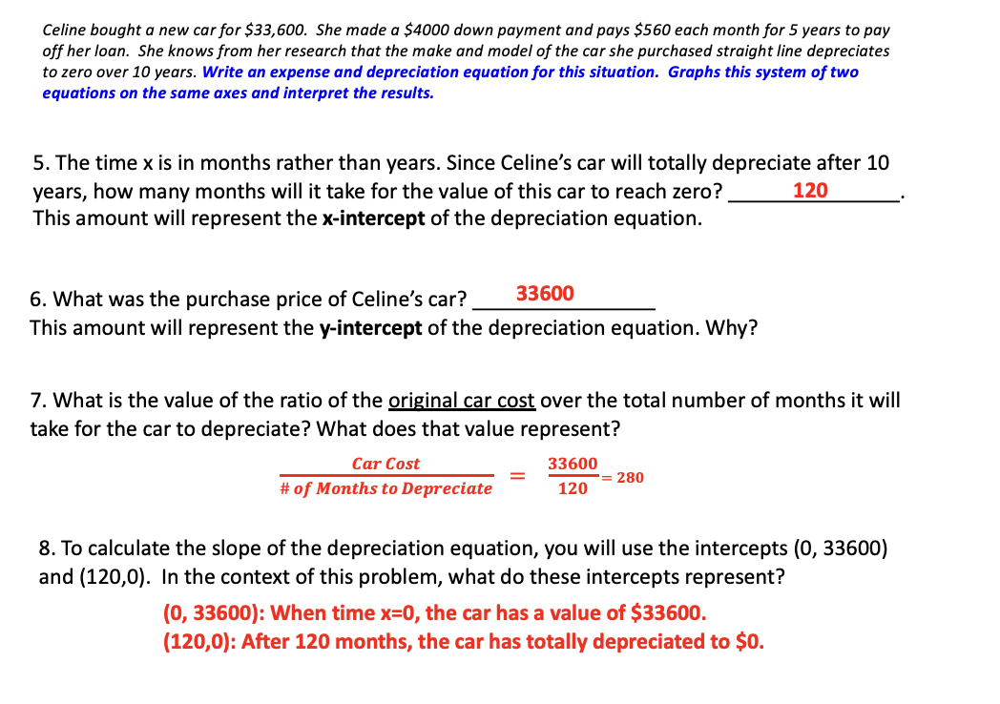 Celine bought a new car for $33,600. She made a $4000 down payment and pays $560 each month for 5 years to pay
off her loan. She knows from her research that the make and model of the car she purchased straight line depreciates
to zero over 10 years. Write an expense and depreciation equation for this situation. Graphs this system of two
equations on the same axes and interpret the results.
5. The time x is in months rather than years. Since Celine’s car will totally depreciate after 10
years, how many months will it take for the value of this car to reach zero? 120.
This amount will represent the x-intercept of the depreciation equation.
6. What was the purchase price of Celine’s car? 33600
This amount will represent the y-intercept of the depreciation equation. Why?
7. What is the value of the ratio of the original car cost over the total number of months it will
take for the car to depreciate? What does that value represent?
Car Cost
# of Months to Depreciate
=
33600
120
= 280
8. To calculate the slope of the depreciation equation, you will use the intercepts (0, 33600)
and (120,0). In the context of this problem, what do these intercepts represent?
(0, 33600): When time x=0, the car has a value of $33600.
(120,0): After 120 months, the car has totally depreciated to $0.